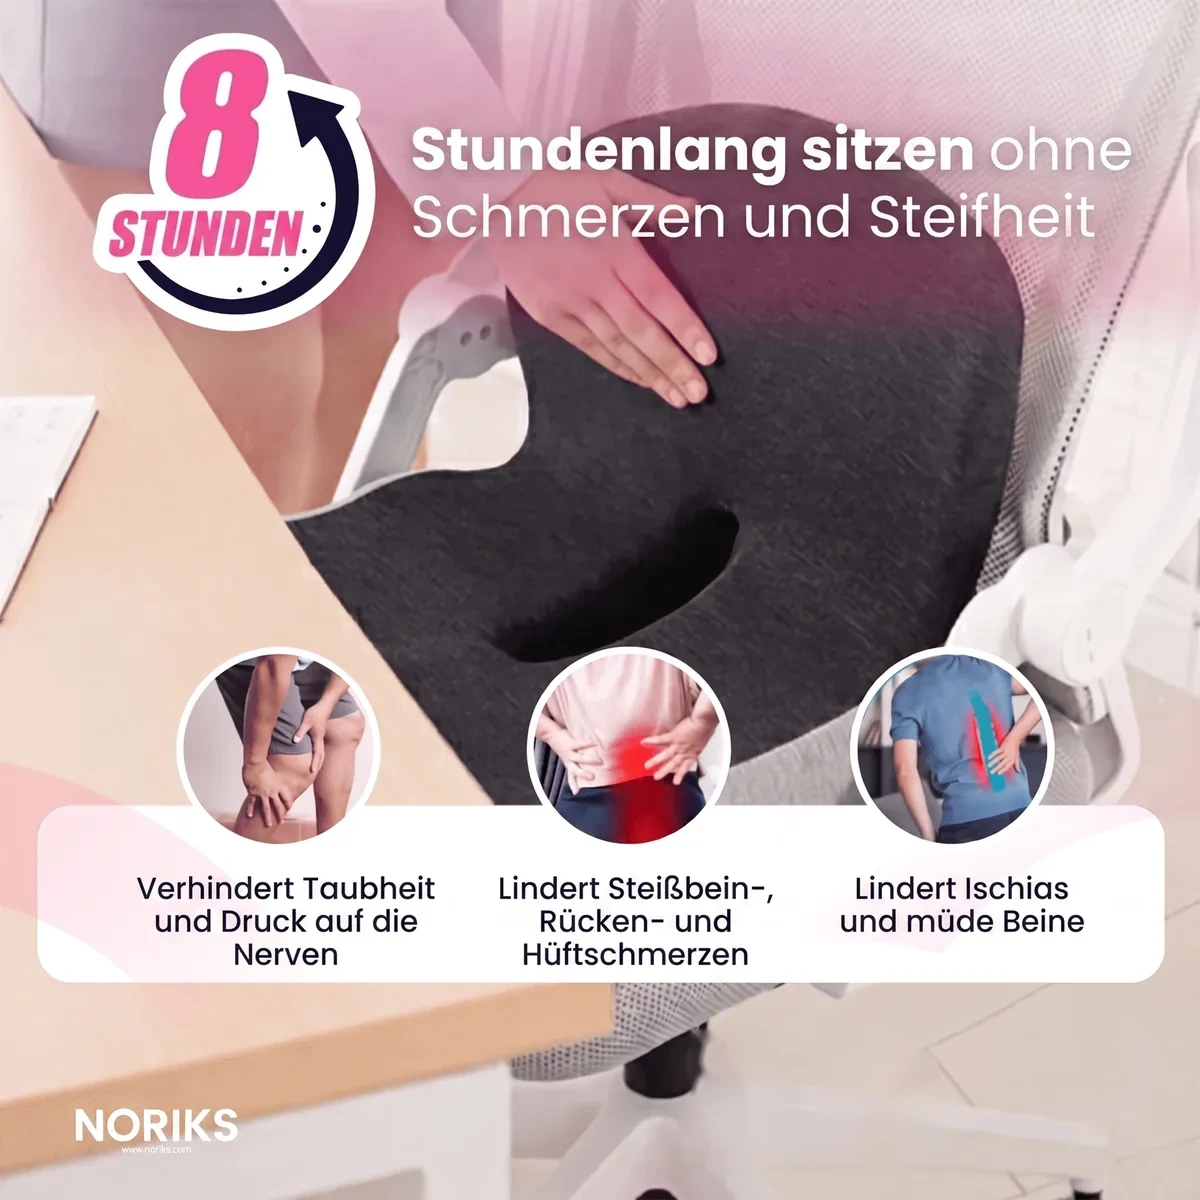 8
STUNDEN
Stundenlang sitzen ohne
Schmerzen und Steifheit
Verhindert Taubheit
und Druck auf die
Nerven
Lindert Steißbein-,
Rücken- und
Hüftschmerzen
Lindert Ischias
und müde Beine
NORIKS
www.noriks.com